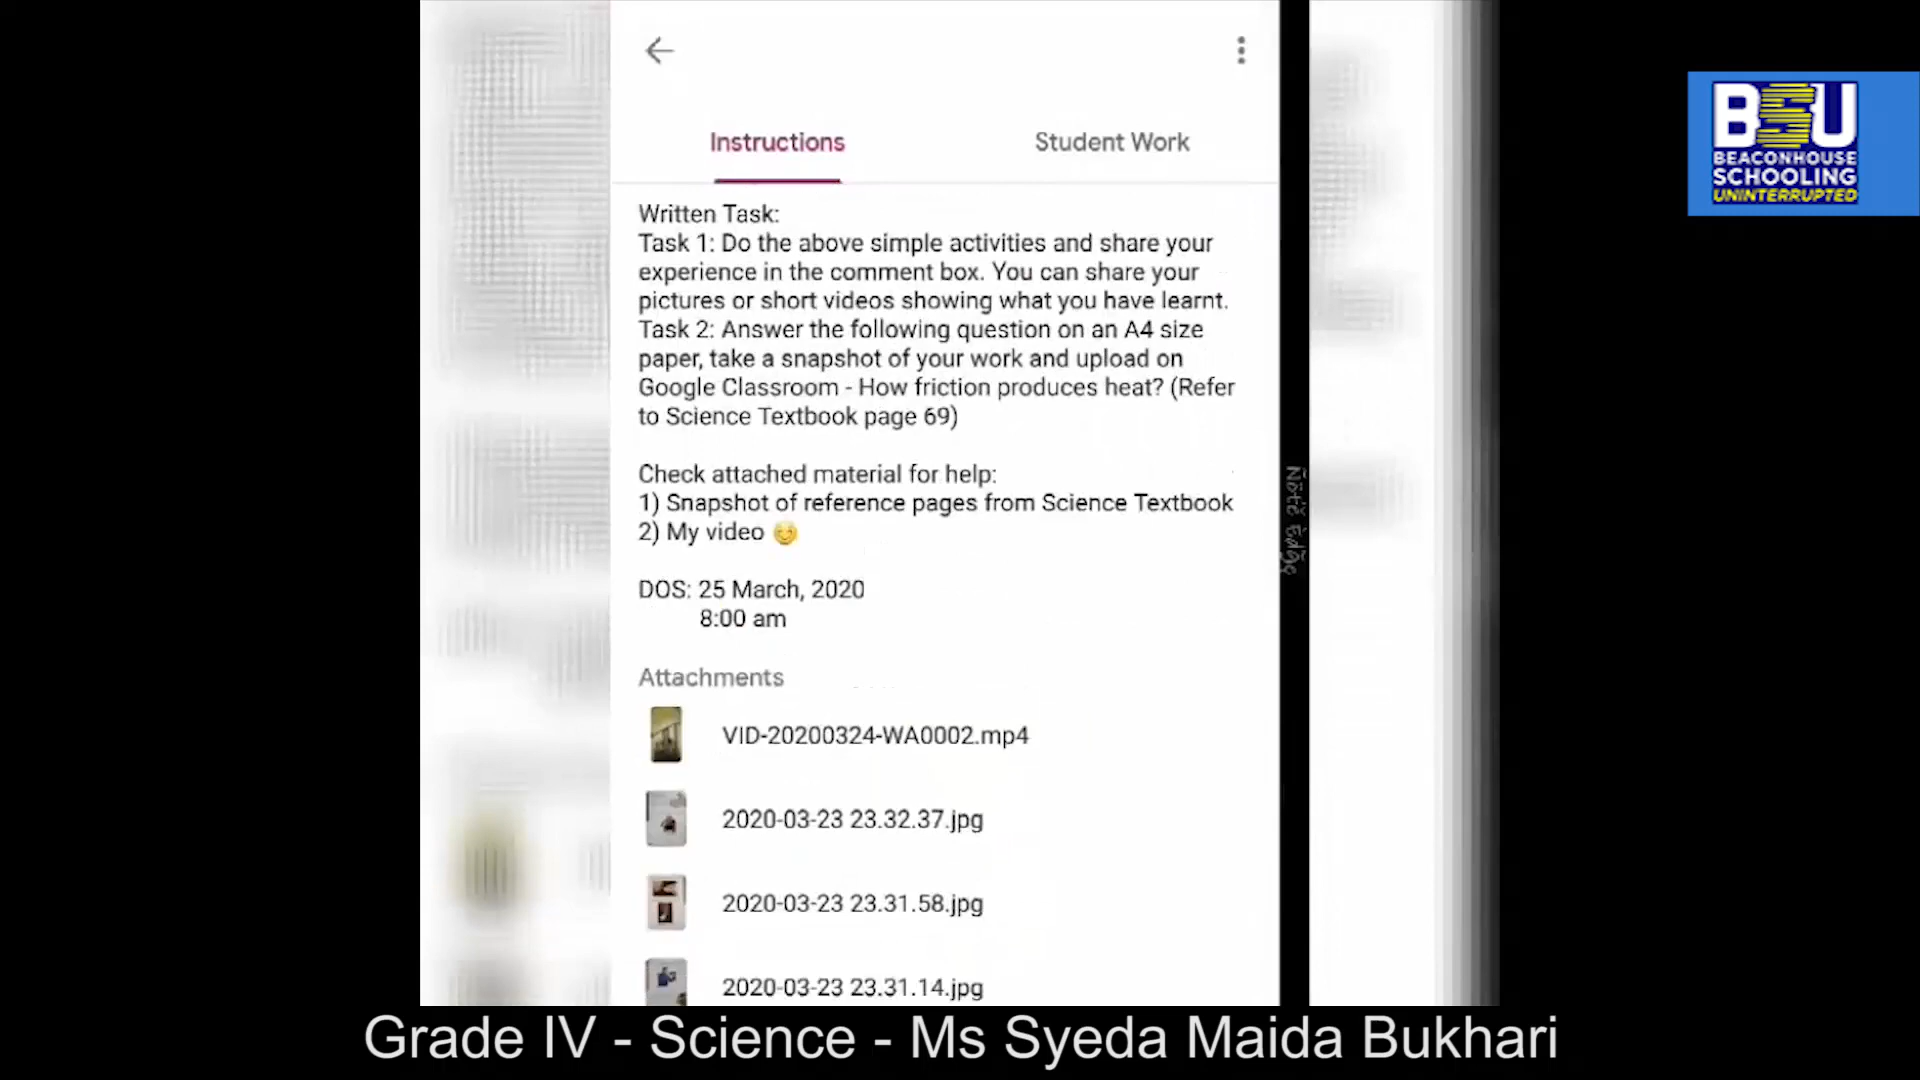 Instructions
Student Work
Written Task:
Task 1: Do the above simple activities and share your
experience in the comment box. You can share your
pictures or short videos showing what you have learnt.
Task 2: Answer the following question on an A4 size
paper, take a snapshot of your work and upload on
Google Classroom - How friction produces heat? (Refer
to Science Textbook page 69)
Check attached material for help:
1) Snapshot of reference pages from Science Textbook
2) My video 😊
DOS: 25 March, 2020
8:00 am
Attachments
VID-20200324-WA0002.mp4
2020-03-23 23.32.37.jpg
2020-03-23 23.31.58.jpg
2020-03-23 23.31.14.jpg
Note Edge
BSU
BEACONHOUSE
SCHOOLING
UNINTERRUPTED
Grade IV - Science - Ms Syeda Maida Bukhari